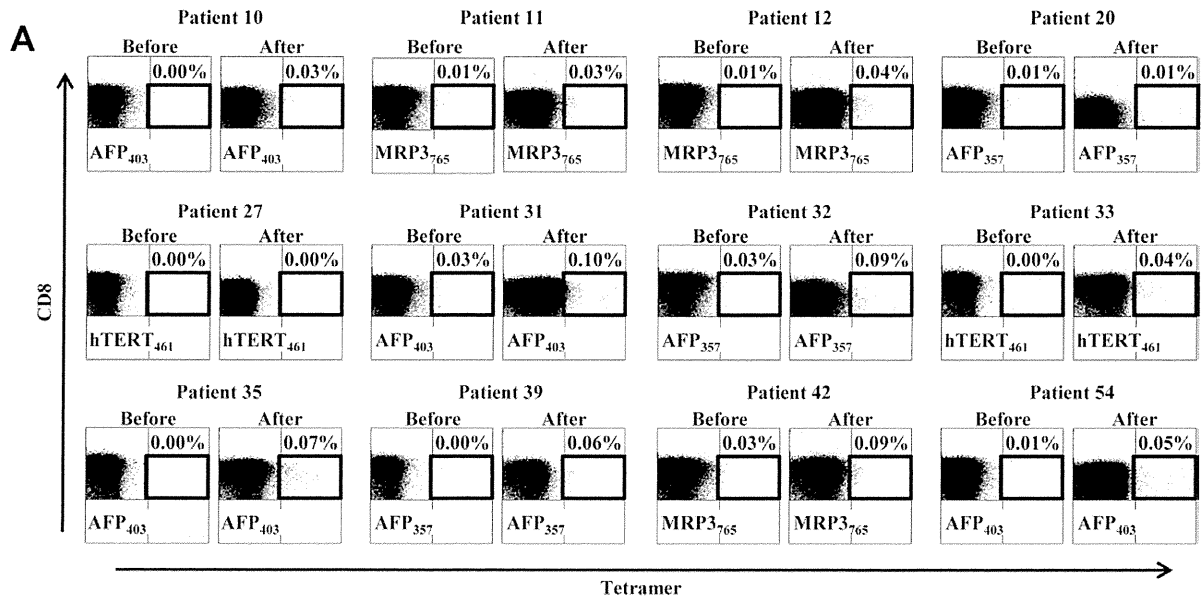 A
Patient 10 Patient 11 Patient 12 Patient 20
Before After Before After Before After Before After
0.00% 0.03% 0.01% 0.03% 0.01% 0.04% 0.01% 0.01%
AFP403 AFP403 MRP3765 MRP3765 MRP3765 MRP3765 AFP357 AFP357
Patient 27 Patient 31 Patient 32 Patient 33
Before After Before After Before After Before After
0.00% 0.00% 0.03% 0.10% 0.03% 0.09% 0.00% 0.04%
hTERT461 hTERT461 AFP403 AFP403 AFP357 AFP357 hTERT461 hTERT461
CD8
Patient 35 Patient 39 Patient 42 Patient 54
Before After Before After Before After Before After
0.00% 0.07% 0.00% 0.06% 0.03% 0.09% 0.01% 0.05%
AFP403 AFP403 AFP357 AFP357 MRP3765 MRP3765 AFP403 AFP403
Tetramer